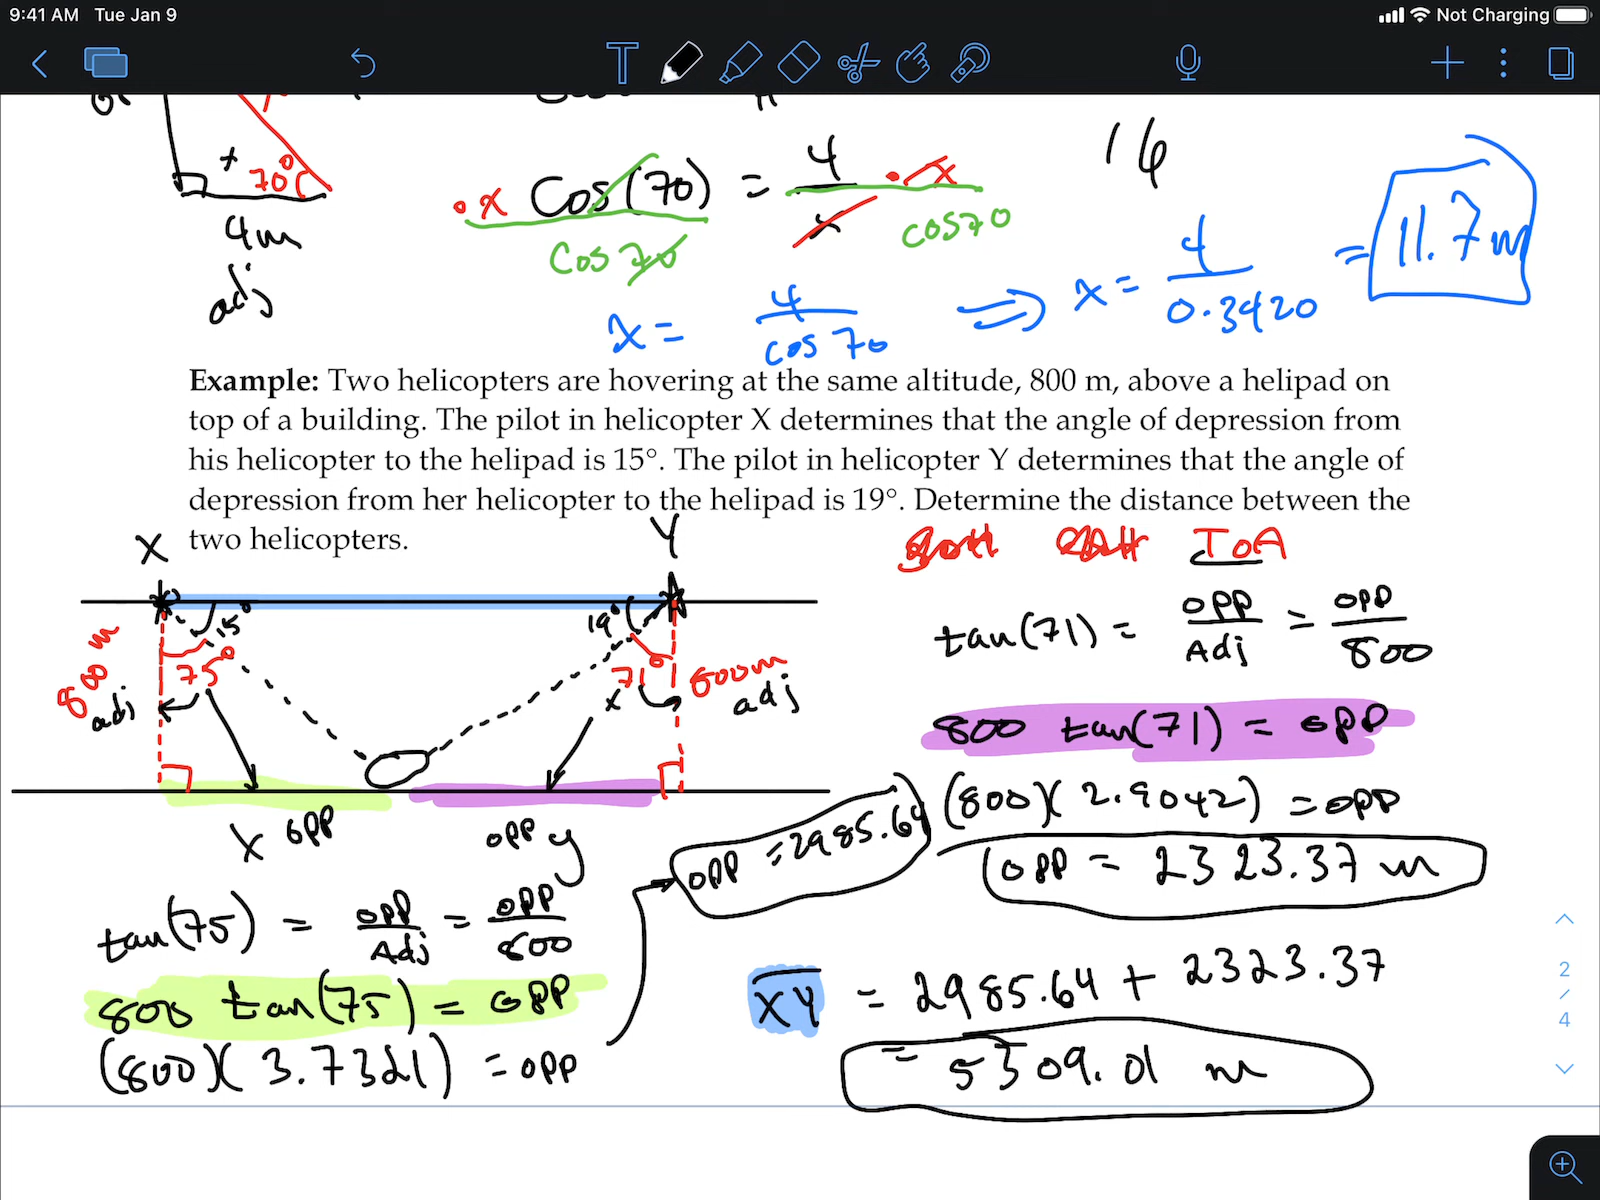 9:41 AM Tue Jan 9
Not Charging
70°
4m
adj
• x Cos(70) = 4/x • x
cos 70 cos 70
16
x = 4/cos 70 ⇒ x = 4/0.3420 = 11.7 m
Example: Two helicopters are hovering at the same altitude, 800 m, above a helipad on
top of a building. The pilot in helicopter X determines that the angle of depression from
his helicopter to the helipad is 15°. The pilot in helicopter Y determines that the angle of
depression from her helicopter to the helipad is 19°. Determine the distance between the
two helicopters.
X Y
SOH CAH TOA
15° 19°
800 m adj 75° 71° x 800m adj
tan(71) = opp/Adj = opp/800
800 tan(71) = opp
(800)(2.9042) = opp
opp = 2323.37 m
x opp opp y
opp = 2985.64
tan(75) = opp/Adj = opp/800
800 tan(75) = opp
(800)(3.7321) = opp
XY = 2985.64 + 2323.37
= 5309.01 m
2
/
4